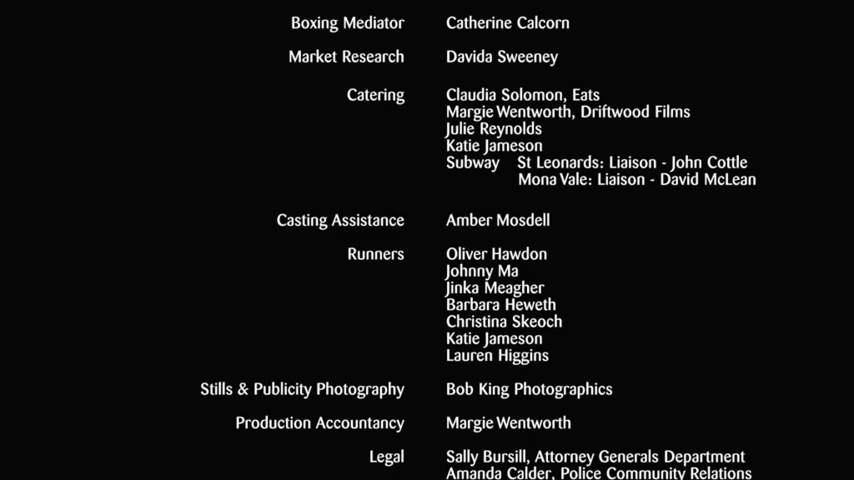 Boxing Mediator Catherine Calcorn
Market Research Davida Sweeney
Catering Claudia Solomon, Eats
Margie Wentworth, Driftwood Films
Julie Reynolds
Katie Jameson
Subway St Leonards: Liaison - John Cottle
Mona Vale: Liaison - David McLean
Casting Assistance Amber Mosdell
Runners Oliver Hawdon
Johnny Ma
Jinka Meagher
Barbara Heweth
Christina Skeoch
Katie Jameson
Lauren Higgins
Stills & Publicity Photography Bob King Photographics
Production Accountancy Margie Wentworth
Legal Sally Bursill, Attorney Generals Department
Amanda Calder, Police Community Relations